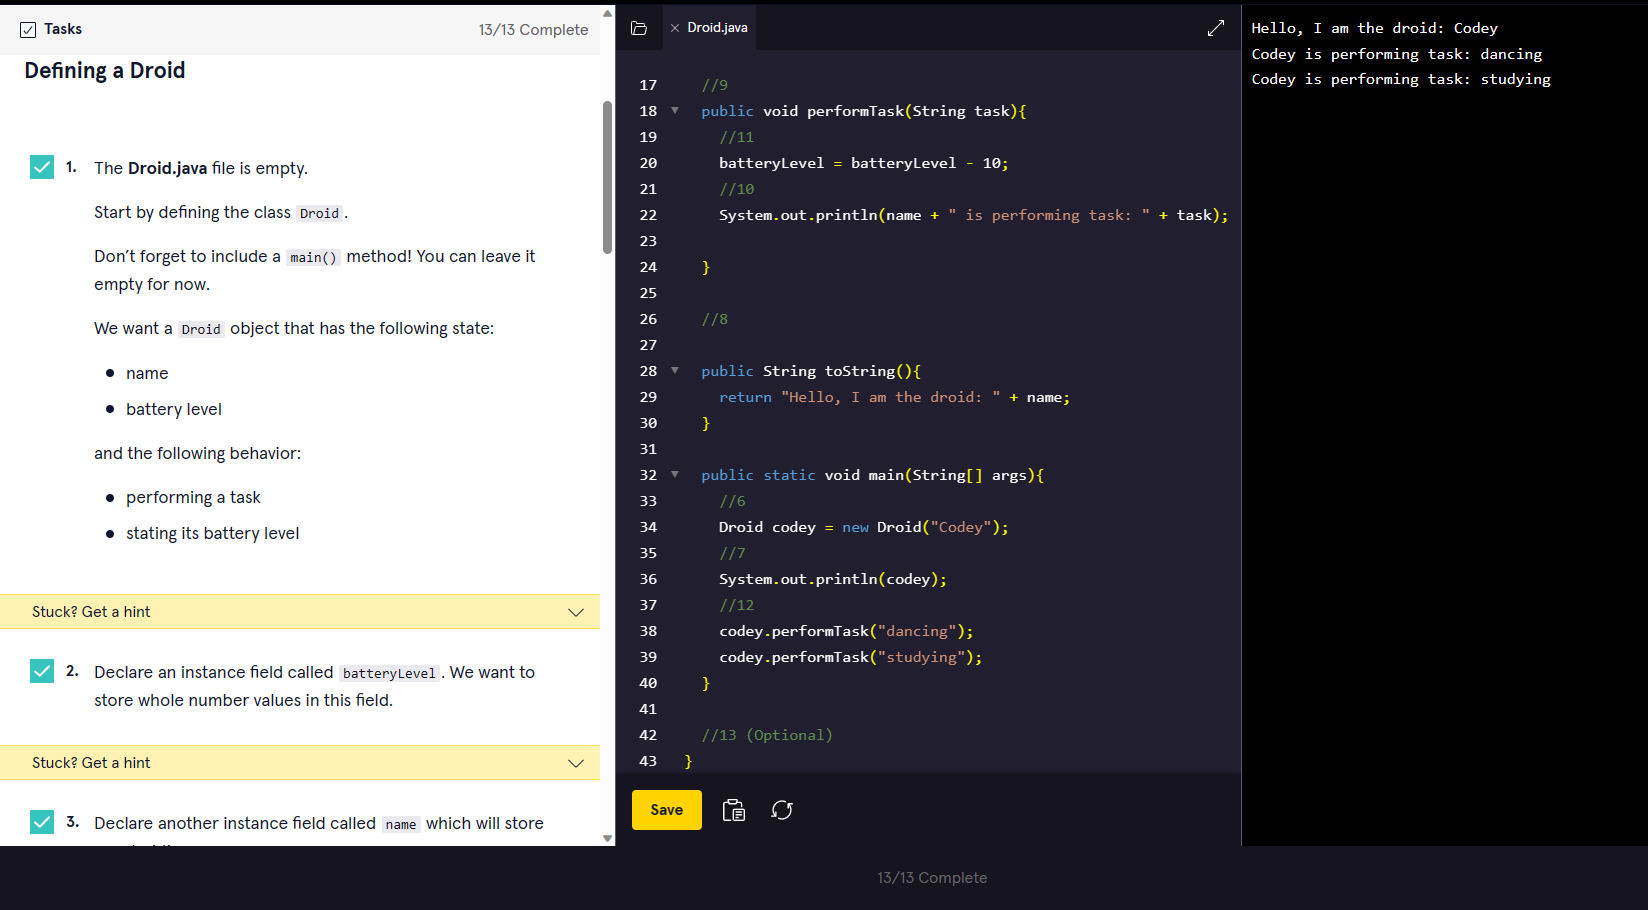 Tasks
13/13 Complete
Defining a Droid
1. The Droid.java file is empty.
Start by defining the class Droid.
Don’t forget to include a main() method! You can leave it
empty for now.
We want a Droid object that has the following state:
name
battery level
and the following behavior:
performing a task
stating its battery level
Stuck? Get a hint
2. Declare an instance field called batteryLevel. We want to
store whole number values in this field.
Stuck? Get a hint
3. Declare another instance field called name which will store
Droid.java
17 //9
18 public void performTask(String task){
19 //11
20 batteryLevel = batteryLevel - 10;
21 //10
22 System.out.println(name + " is performing task: " + task);
23
24 }
25
26 //8
27
28 public String toString(){
29 return "Hello, I am the droid: " + name;
30 }
31
32 public static void main(String[] args){
33 //6
34 Droid codey = new Droid("Codey");
35 //7
36 System.out.println(codey);
37 //12
38 codey.performTask("dancing");
39 codey.performTask("studying");
40 }
41
42 //13 (Optional)
43 }
Save
Hello, I am the droid: Codey
Codey is performing task: dancing
Codey is performing task: studying
13/13 Complete